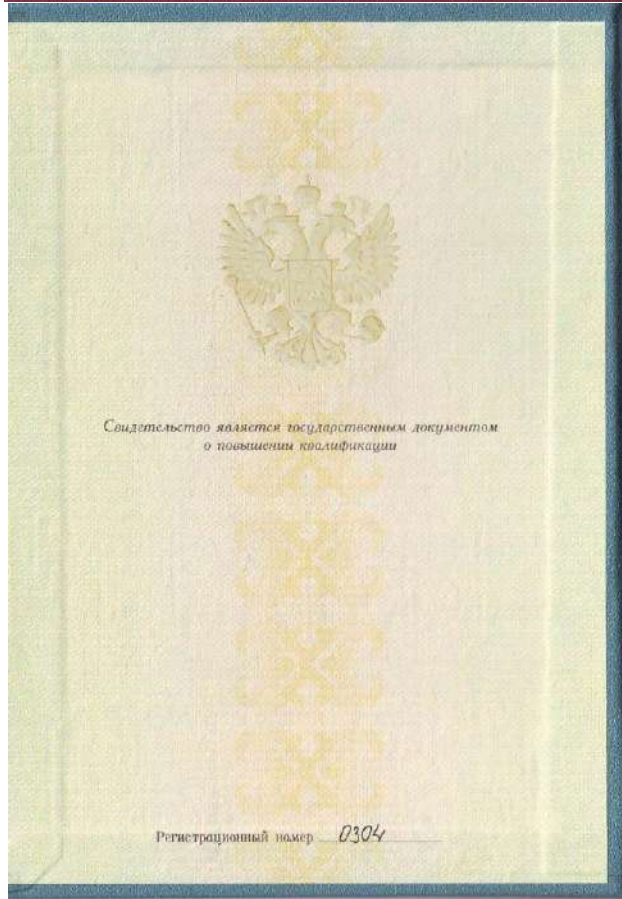 Свидетельство является государственным документом
о повышении квалификации
Регистрационный номер 0304